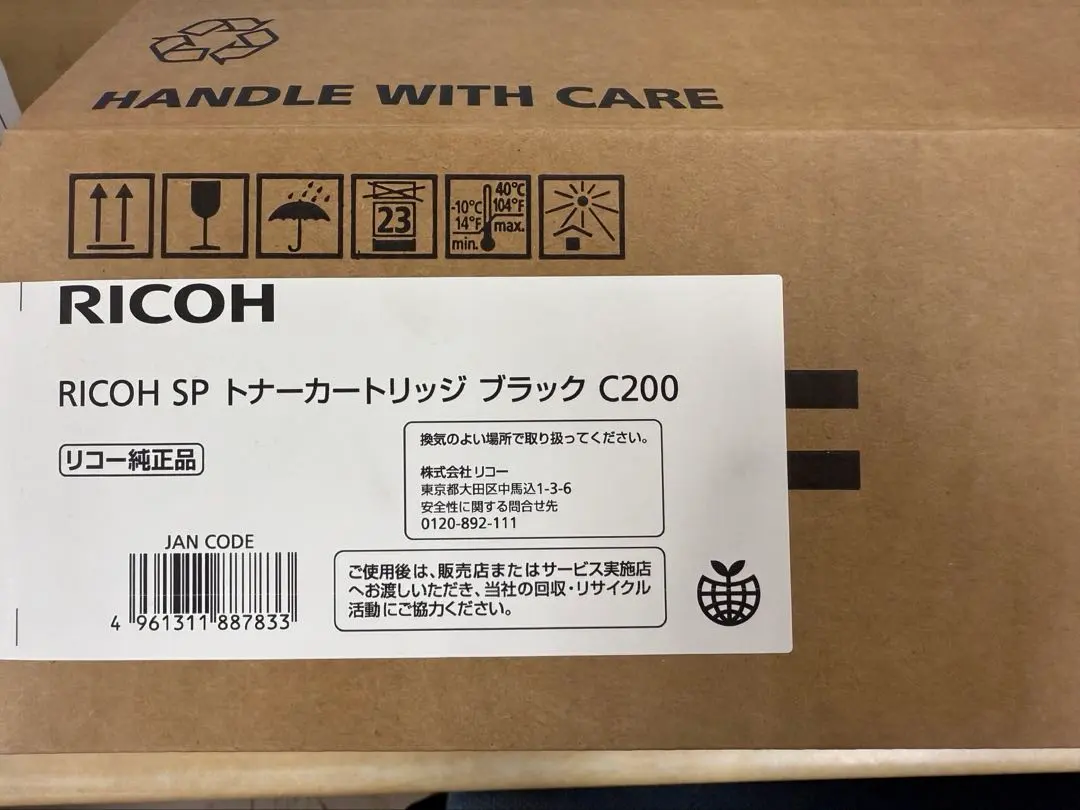 HANDLE WITH CARE
23
40℃
-10℃ 104°F
14°F max.
min.
RICOH
RICOH SP トナーカートリッジ ブラック C200
リコー純正品
換気のよい場所で取り扱ってください。
株式会社リコー
東京都大田区中馬込1-3-6
安全性に関する問合せ先
0120-892-111
JAN CODE
4 961311 887833
ご使用後は、販売店またはサービス実施店
へお渡しいただき、当社の回収・リサイクル
活動にご協力ください。